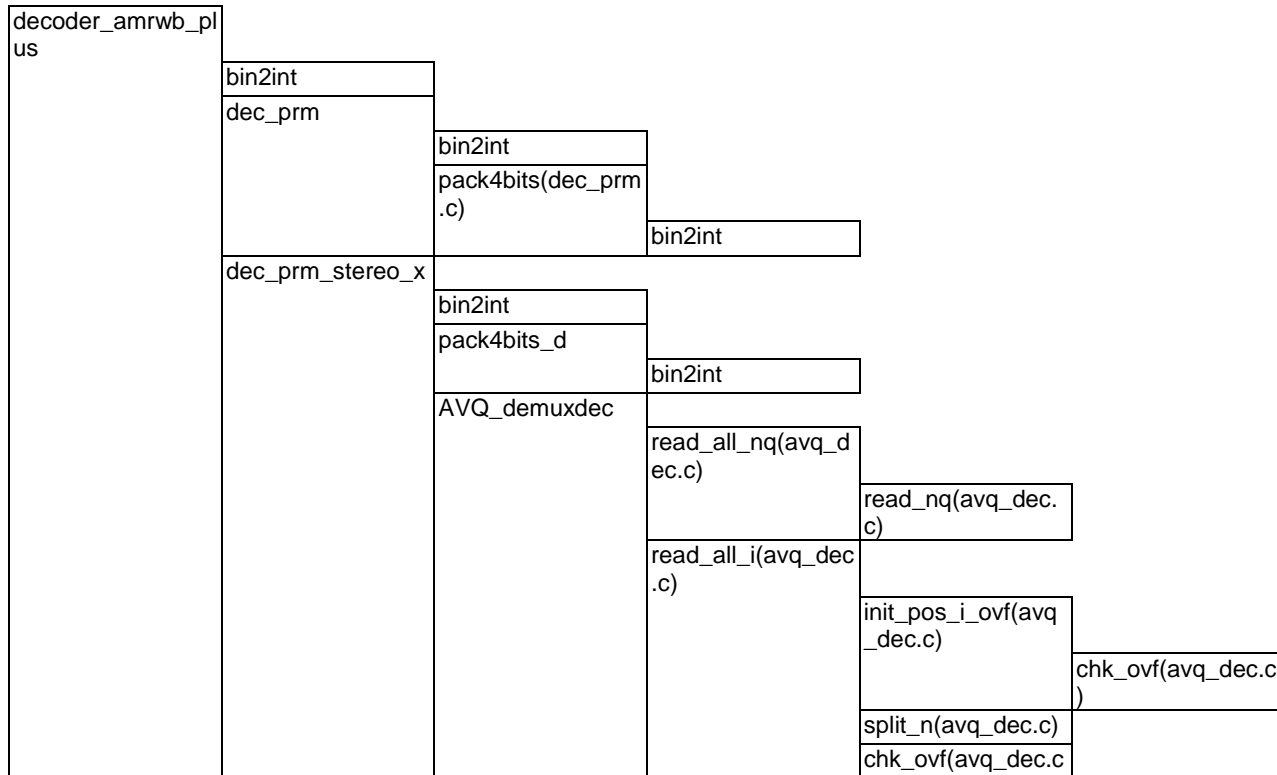 decoder_amrwb_pl
us
bin2int
dec_prm
bin2int
pack4bits(dec_prm
.c)
bin2int
dec_prm_stereo_x
bin2int
pack4bits_d
bin2int
AVQ_demuxdec
read_all_nq(avq_d
ec.c)
read_nq(avq_dec.
c)
read_all_i(avq_dec
.c)
init_pos_i_ovf(avq
_dec.c)
chk_ovf(avq_dec.c
)
split_n(avq_dec.c)
chk_ovf(avq_dec.c